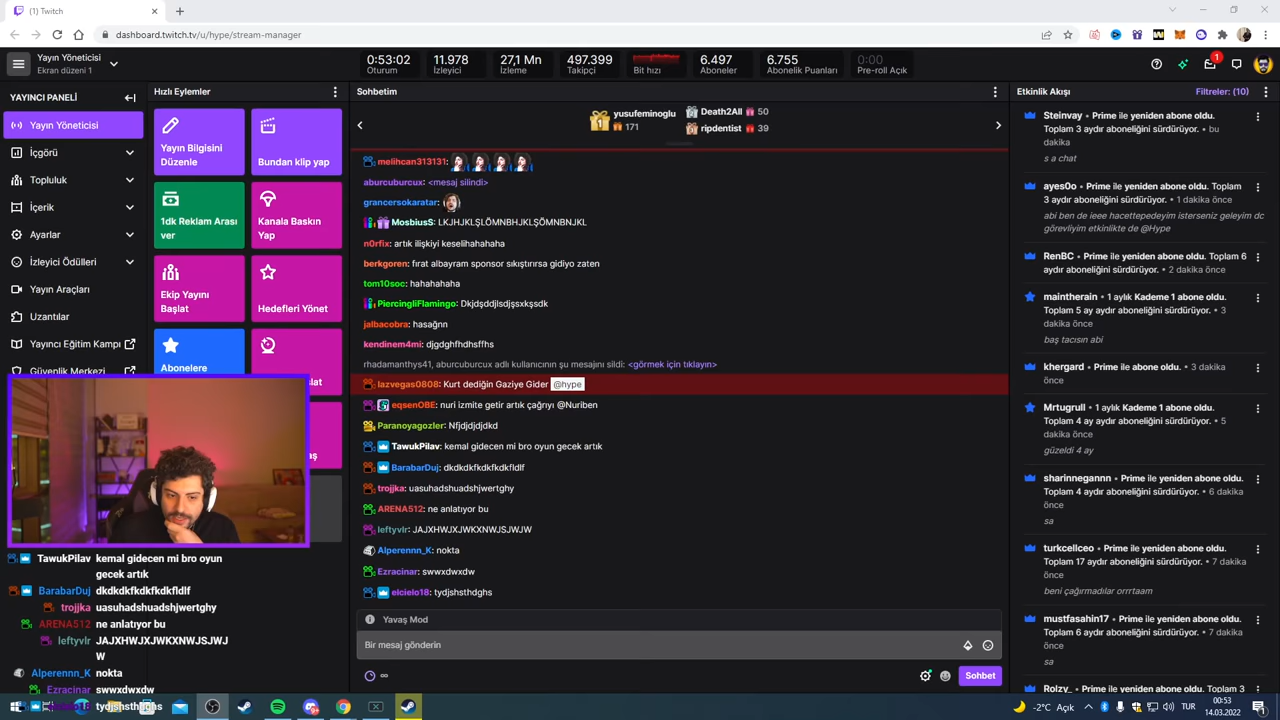 (1) Twitch
dashboard.twitch.tv/u/hype/stream-manager
Yayın Yöneticisi
Ekran düzeni 1
0:53:02
Oturum
11.978
İzleyici
27,1 Mn
İzleme
497.399
Takipçi
Bit hızı
6.497
Aboneler
6.755
Abonelik Puanları
0:00
Pre-roll Açık
1
YAYINCI PANELİ
Yayın Yöneticisi
İçgörü
Topluluk
İçerik
Ayarlar
İzleyici Ödülleri
Yayın Araçları
Uzantılar
Yayıncı Eğitim Kampı
Güvenlik Merkezi
Hızlı Eylemler
Yayın Bilgisini
Düzenle
Bundan klip yap
1dk Reklam Arası
ver
Kanala Baskın
Yap
Ekip Yayını
Başlat
Hedefleri Yönet
Abonelere
Sohbetim
1
yusufeminoglu
171
Death2All 50
ripdentist 39
melihcan313131:
aburcuburcux: <mesaj silindi>
grancersokaratar:
MosbiusS: LKJHJKLŞLÖMNBHJKLŞÖMNBNJKL
n0rfix: artık ilişkiyi keselihahahaha
berkgoren: fırat albayram sponsor sıkıştırırsa gidiyo zaten
tom10soc: hahahahaha
PiercingliFlamingo: Dkjdşddjlsdjşsxkşsdk
jalbacobra: hasağnn
kendinem4mi: djgdghfhdhsffhs
rhadamanthys41, aburcuburcux adlı kullanıcının şu mesajını sildi: <görmek için tıklayın>
lazvegas0808: Kurt dediğin Gaziye Gider @hype
eqsenOBE: nuri izmite getir artık çağrıyı @Nuriben
Paranoyagozler: Nfjdjdjdjdkd
TawukPilav: kemal gidecen mi bro oyun gecek artık
BarabarDuj: dkdkdkfkdkfkdkfldlf
trojjka: uasuhadshuadshjwertghy
ARENA512: ne anlatıyor bu
leftyvlr: JAJXHWJXJWKXNWJSJWJW
Alperennn_K: nokta
Ezracinar: swwxdwxdw
elcielo18: tydjshsthdghs
Yavaş Mod
Bir mesaj gönderin
Sohbet
Etkinlik Akışı
Filtreler: (10)
Steinvay • Prime ile yeniden abone oldu.
Toplam 3 aydır aboneliğini sürdürüyor. • bu
dakika
s a chat
ayes0o • Prime ile yeniden abone oldu. Toplam
3 aydır aboneliğini sürdürüyor. • 1 dakika önce
abi ben de ieee hacettepedeyim isterseniz geleyim dc
görevliyim etkinlikte de @Hype
RenBC • Prime ile yeniden abone oldu. Toplam 6
aydır aboneliğini sürdürüyor. • 2 dakika önce
maintherain • 1 aylık Kademe 1 abone oldu.
Toplam 5 ay aydır aboneliğini sürdürüyor. • 3
dakika önce
baş tacısın abi
khergard • Prime ile abone oldu. • 3 dakika
önce
Mrtugrull • 1 aylık Kademe 1 abone oldu.
Toplam 4 ay aydır aboneliğini sürdürüyor. • 5
dakika önce
güzeldi 4 ay
sharinnegannn • Prime ile yeniden abone oldu.
Toplam 4 aydır aboneliğini sürdürüyor. • 6 dakika
önce
sa
turkcellceo • Prime ile yeniden abone oldu.
Toplam 17 aydır aboneliğini sürdürüyor. • 7 dakika
önce
beni çağırmadılar orrrtaam
mustfasahin17 • Prime ile yeniden abone oldu.
Toplam 6 aydır aboneliğini sürdürüyor. • 7 dakika
önce
sa
Roizy_ • Prime ile yeniden abone oldu. Toplam 3
TawukPilav kemal gidecen mi bro oyun
gecek artık
BarabarDuj dkdkdkfkdkfkdkfldlf
trojjka uasuhadshuadshjwertghy
ARENA512 ne anlatıyor bu
leftyvlr JAJXHWJXJWKXNWJSJWJ
W
Alperennn_K nokta
Ezracinar swwxdwxdw
tydjshsthdghs
-2°C Açık
TUR
00:53
14.03.2022